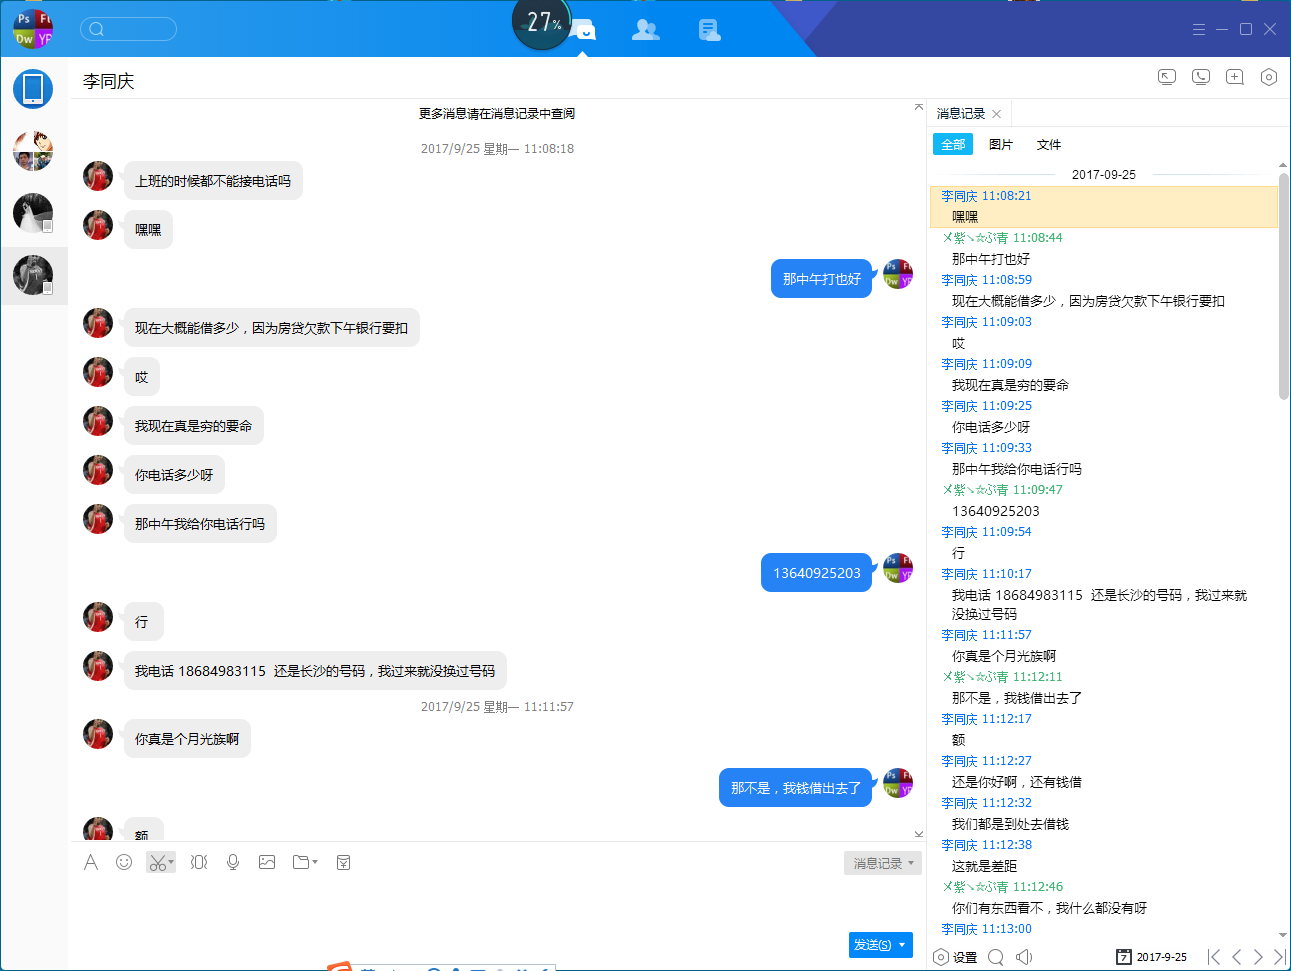 27%
李同庆
更多消息请在消息记录中查阅
2017/9/25 星期一 11:08:18
上班的时候都不能接电话吗
嘿嘿
那中午打也好
现在大概能借多少，因为房贷欠款下午银行要扣
哎
我现在真是穷的要命
你电话多少呀
那中午我给你电话行吗
13640925203
行
我电话 18684983115  还是长沙的号码，我过来就没换过号码
2017/9/25 星期一 11:11:57
你真是个月光族啊
那不是，我钱借出去了
额
消息记录
发送(S)
消息记录
全部 图片 文件
2017-09-25
李同庆 11:08:21
嘿嘿
乄紫↘☆ぷ青 11:08:44
那中午打也好
李同庆 11:08:59
现在大概能借多少，因为房贷欠款下午银行要扣
李同庆 11:09:03
哎
李同庆 11:09:09
我现在真是穷的要命
李同庆 11:09:25
你电话多少呀
李同庆 11:09:33
那中午我给你电话行吗
乄紫↘☆ぷ青 11:09:47
13640925203
李同庆 11:09:54
行
李同庆 11:10:17
我电话 18684983115  还是长沙的号码，我过来就
没换过号码
李同庆 11:11:57
你真是个月光族啊
乄紫↘☆ぷ青 11:12:11
那不是，我钱借出去了
李同庆 11:12:17
额
李同庆 11:12:27
还是你好啊，还有钱借
李同庆 11:12:32
我们都是到处去借钱
李同庆 11:12:38
这就是差距
乄紫↘☆ぷ青 11:12:46
你们有东西看不，我什么都没有呀
李同庆 11:13:00
设置
7 2017-9-25